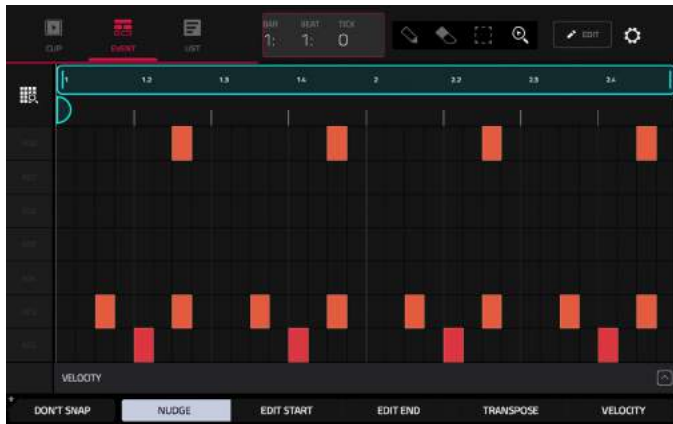 BAR BEAT TICK
1: 1: 0
EDIT
CLIP EVENT LIST
1 1.2 1.3 1.4 2 2.2 2.3 2.4
VELOCITY
DON'T SNAP NUDGE EDIT START EDIT END TRANSPOSE VELOCITY